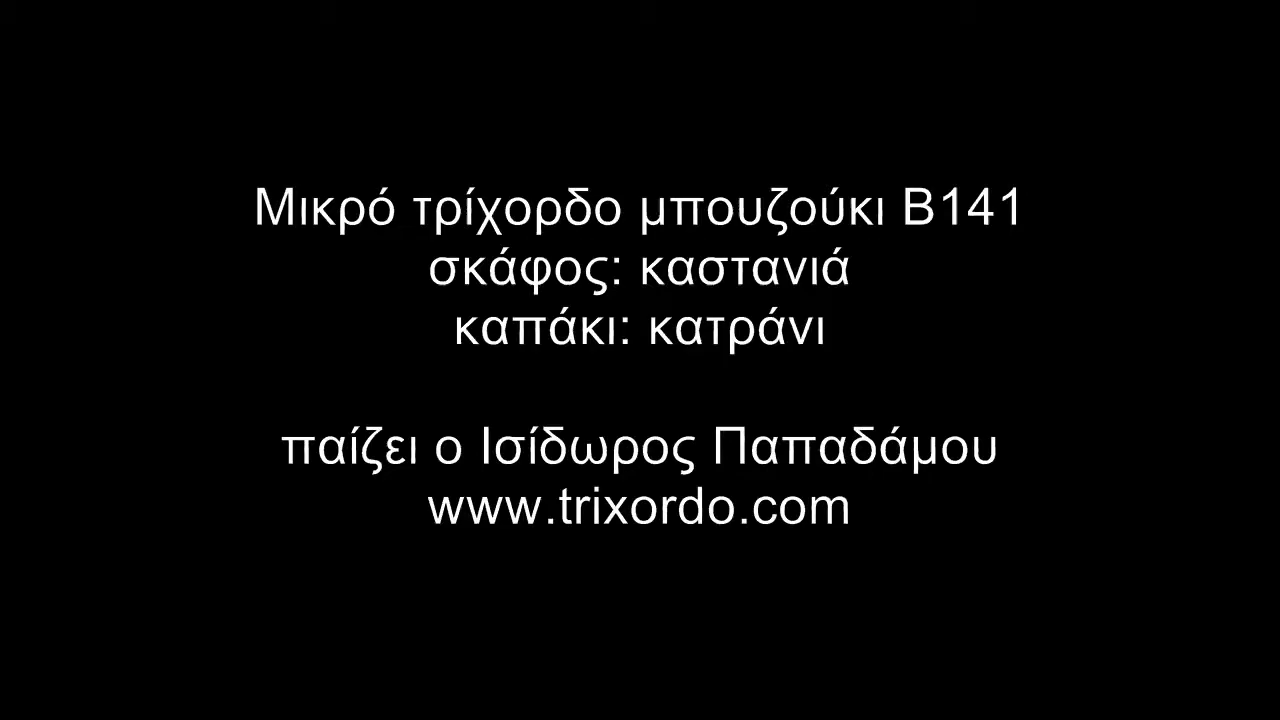 Μικρό τρίχορδο μπουζούκι Β141
σκάφος: καστανιά
καπάκι: κατράνι
παίζει ο Ισίδωρος Παπαδάμου
www.trixordo.com